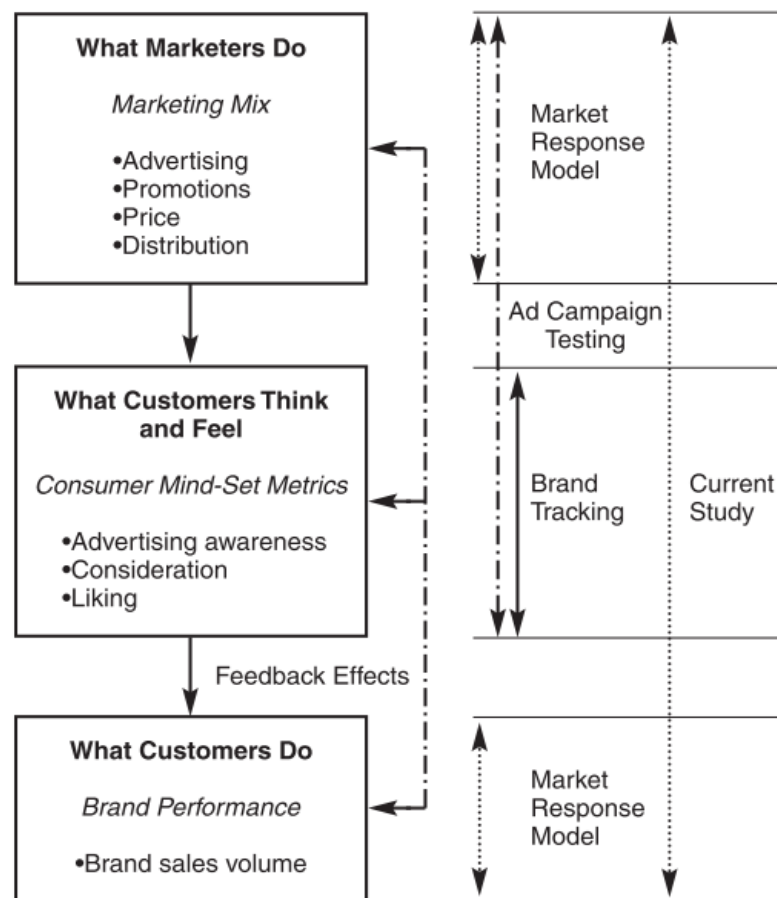 What Marketers Do
Marketing Mix
•Advertising
•Promotions
•Price
•Distribution
What Customers Think
and Feel
Consumer Mind-Set Metrics
•Advertising awareness
•Consideration
•Liking
Feedback Effects
What Customers Do
Brand Performance
•Brand sales volume
Market
Response
Model
Ad Campaign
Testing
Brand
Tracking
Current
Study
Market
Response
Model